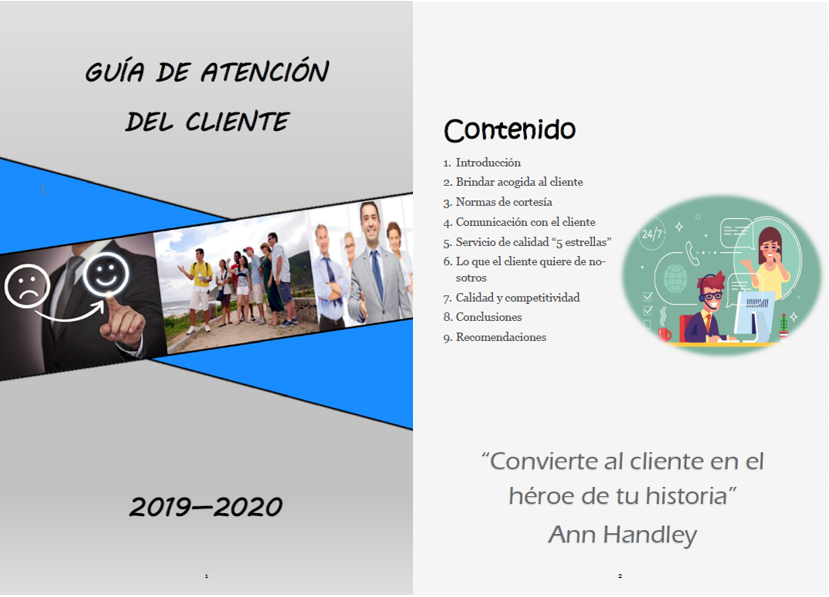 GUÍA DE ATENCIÓN
DEL CLIENTE
2019—2020
1
Contenido
1. Introducción
2. Brindar acogida al cliente
3. Normas de cortesía
4. Comunicación con el cliente
5. Servicio de calidad “5 estrellas”
6. Lo que el cliente quiere de no-
sotros
7. Calidad y competitividad
8. Conclusiones
9. Recomendaciones
24/7
“Convierte al cliente en el
héroe de tu historia”
Ann Handley
2